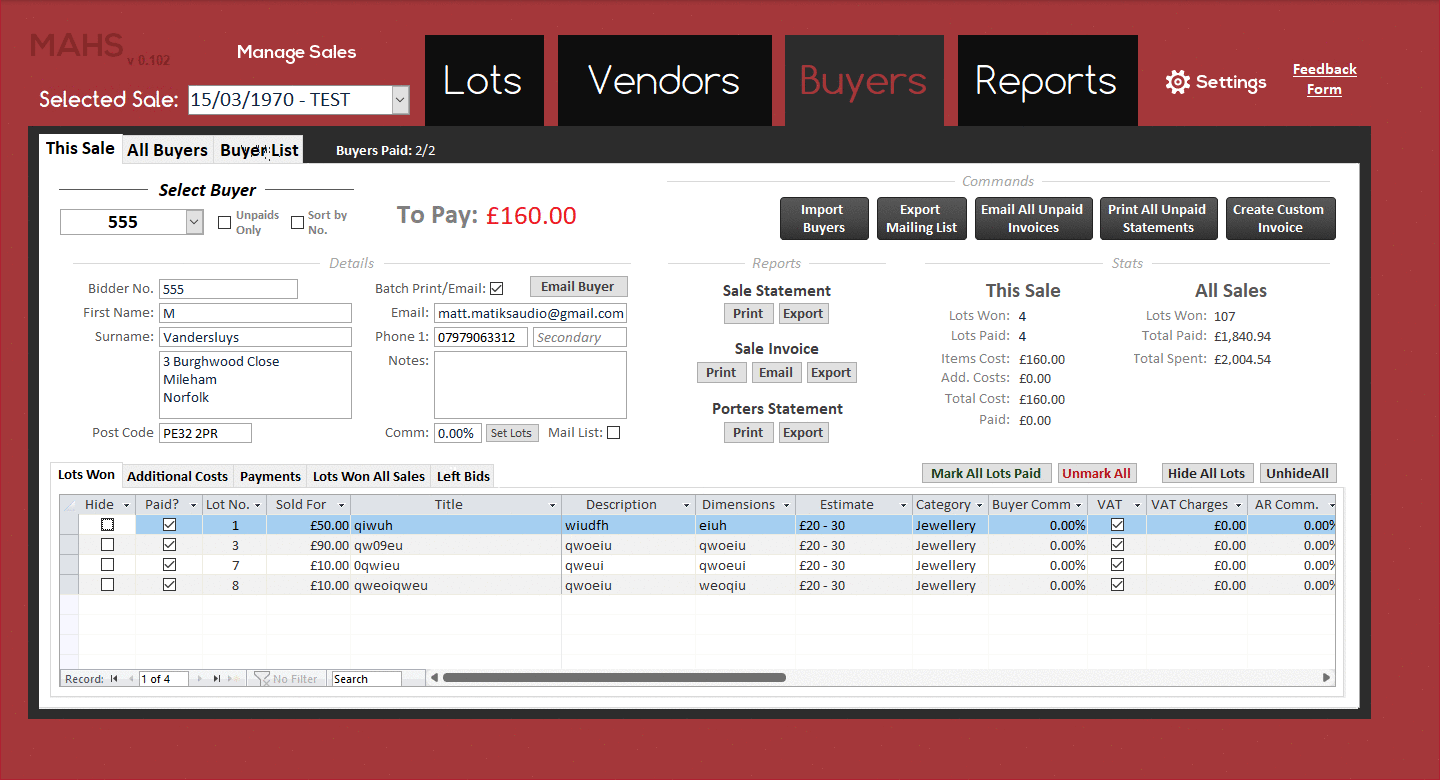 MAHS
v 0.102
Manage Sales
Selected Sale: 15/03/1970 - TEST
Lots
Vendors
Buyers
Reports
Settings
Feedback
Form
This Sale
All Buyers
Buyer List
Buyers Paid: 2/2
Select Buyer
555
Unpaids
Only
Sort by
No.
To Pay: £160.00
Commands
Import
Buyers
Export
Mailing List
Email All Unpaid
Invoices
Print All Unpaid
Statements
Create Custom
Invoice
Details
Bidder No. 555
First Name: M
Surname: Vandersluys
3 Burghwood Close
Mileham
Norfolk
Post Code PE32 2PR
Batch Print/Email:
Email Buyer
Email: matt.matiksaudio@gmail.com
Phone 1: 07979063312 Secondary
Notes:
Comm: 0.00% Set Lots Mail List:
Reports
Sale Statement
Print Export
Sale Invoice
Print Email Export
Porters Statement
Print Export
Stats
This Sale
Lots Won: 4
Lots Paid: 4
Items Cost: £160.00
Add. Costs: £0.00
Total Cost: £160.00
Paid: £0.00
All Sales
Lots Won: 107
Total Paid: £1,840.94
Total Spent: £2,004.54
Lots Won Additional Costs Payments Lots Won All Sales Left Bids
Mark All Lots Paid Unmark All Hide All Lots UnhideAll
Hide Paid? Lot No. Sold For Title Description Dimensions Estimate Category Buyer Comm VAT VAT Charges AR Comm.
1 £50.00 qiwuh wiudfh eiuh £20 - 30 Jewellery 0.00% £0.00 0.00%
3 £90.00 qw09eu qwoeiu qwoeiu £20 - 30 Jewellery 0.00% £0.00 0.00%
7 £10.00 0qwieu qweui qwoeui £20 - 30 Jewellery 0.00% £0.00 0.00%
8 £10.00 qweoiqweu qwoeiu weoqiu £20 - 30 Jewellery 0.00% £0.00 0.00%
Record: 1 of 4 No Filter Search